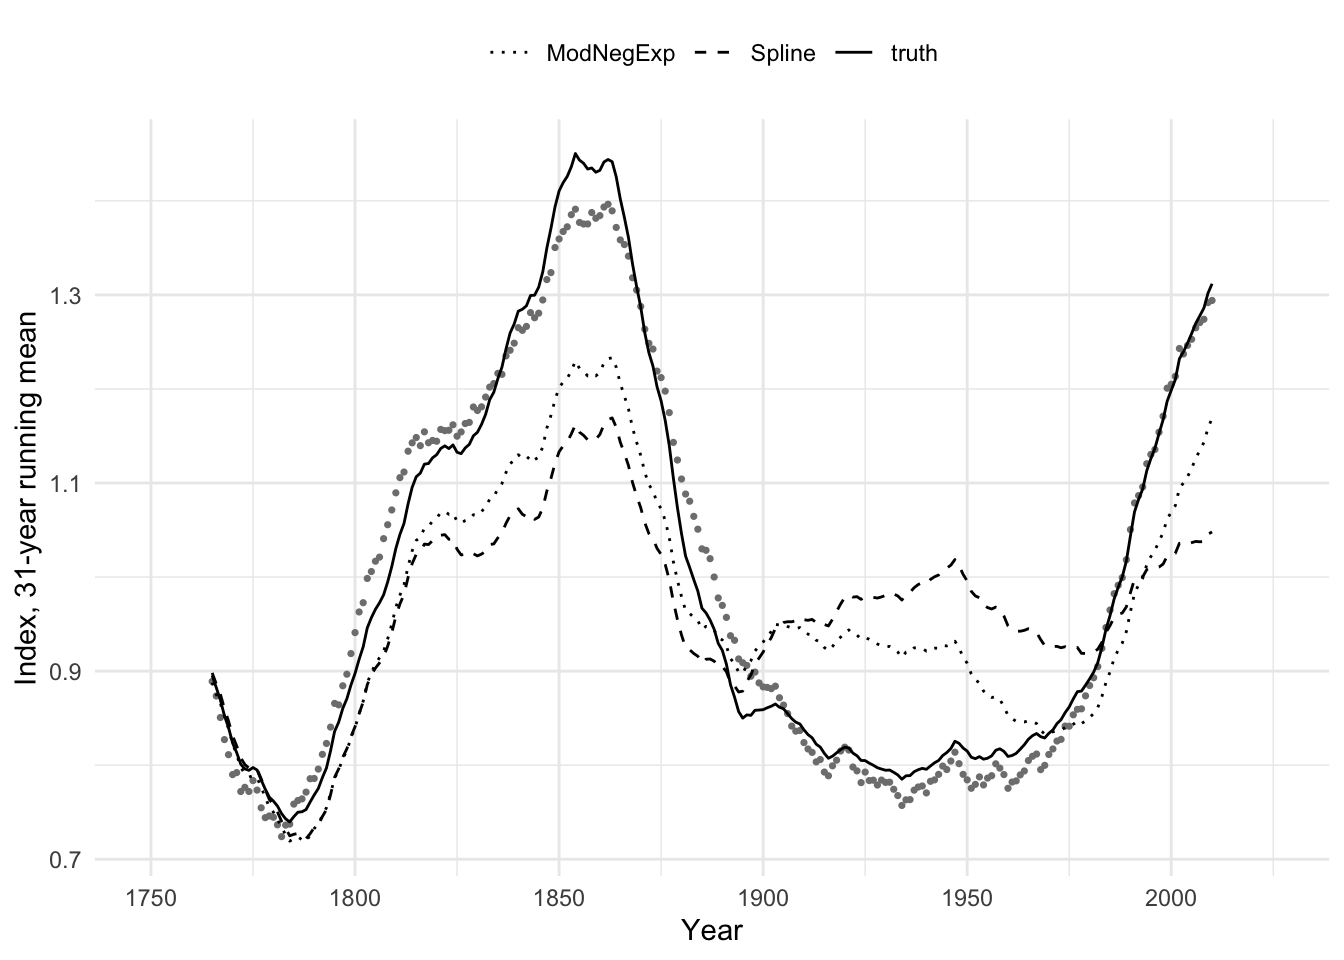 ModNegExp Spline truth
Index, 31-year running mean
1.3
1.1
0.9
0.7
1750 1800 1850 1900 1950 2000
Year